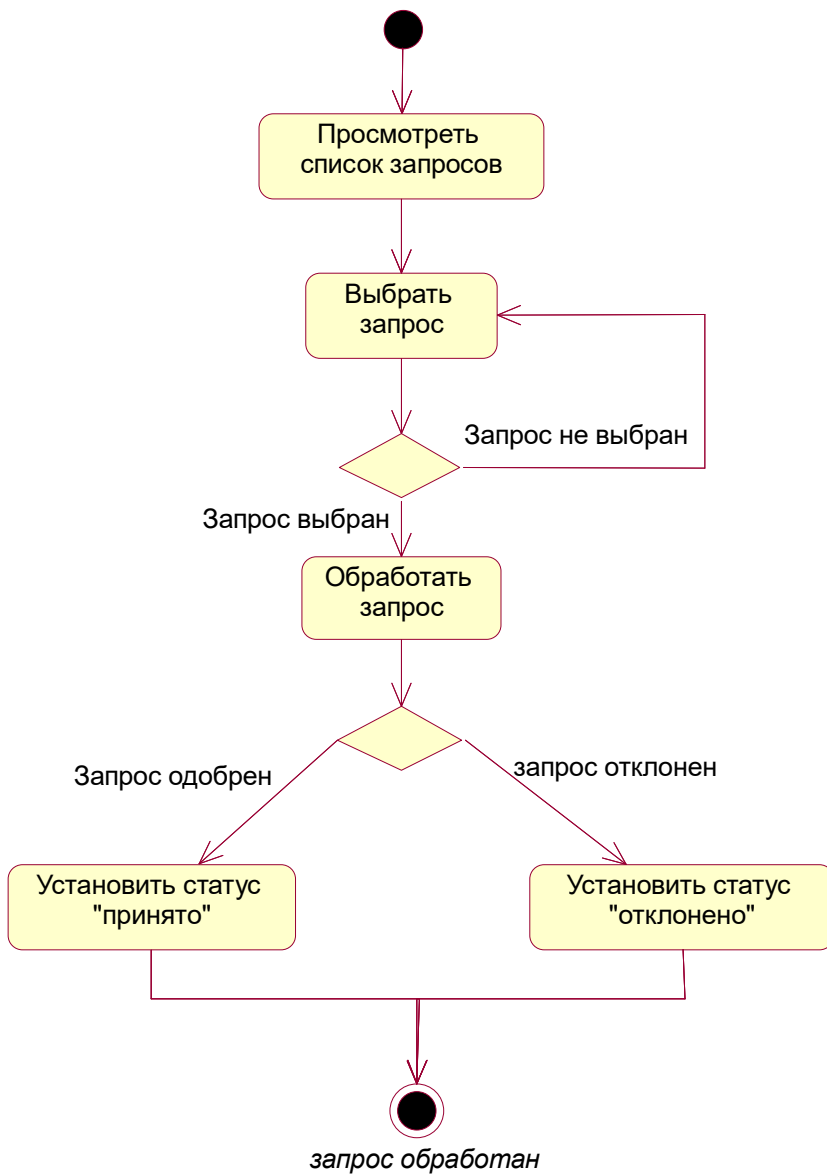 Просмотреть
список запросов
Выбрать
запрос
Запрос не выбран
Запрос выбран
Обработать
запрос
Запрос одобрен
запрос отклонен
Установить статус
"принято"
Установить статус
"отклонено"
запрос обработан